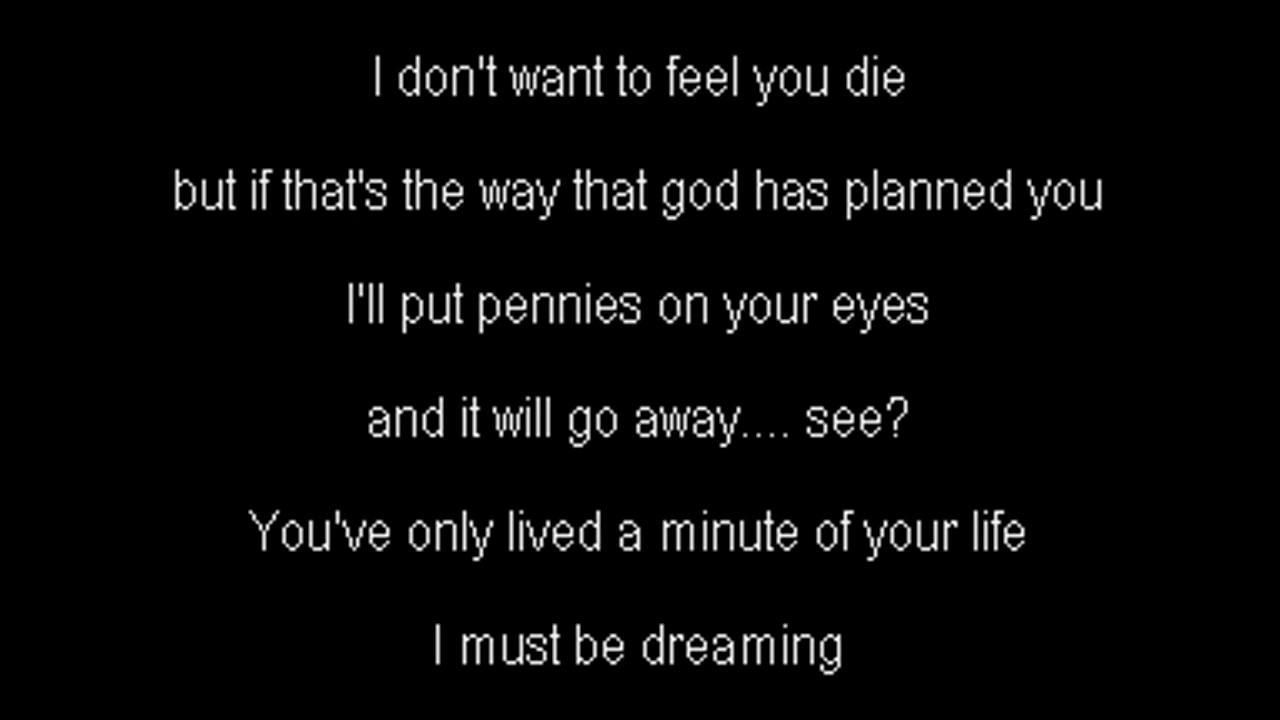 I don't want to feel you die
but if that's the way that god has planned you
I'll put pennies on your eyes
and it will go away.... see?
You've only lived a minute of your life
I must be dreaming